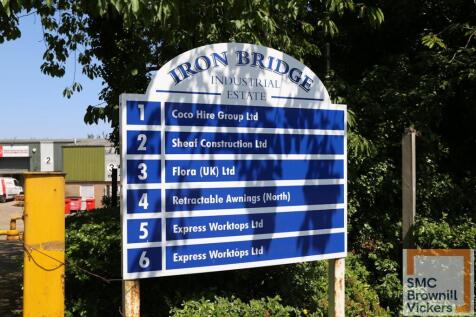 IRON BRIDGE
INDUSTRIAL
ESTATE
1 Coco Hire Group Ltd
2 Sheaf Construction Ltd
3 Flora (UK) Ltd
4 Retractable Awnings (North)
5 Express Worktops Ltd
6 Express Worktops Ltd
2
SMC
Brownill
Vickers